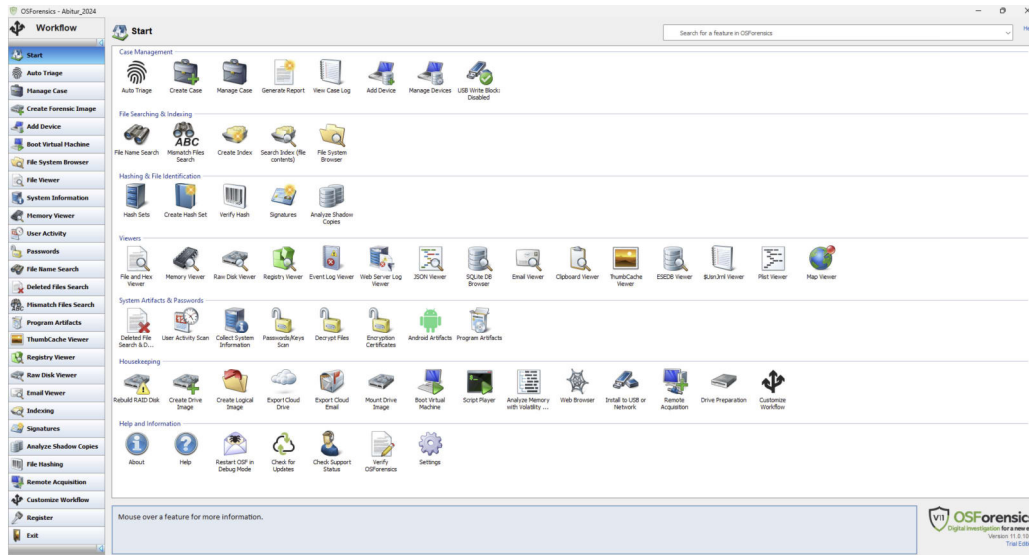 OSForensics - Abitur_2024
Workflow
Start
Auto Triage
Manage Case
Create Forensic Image
Add Device
Boot Virtual Machine
File System Browser
File Viewer
System Information
Memory Viewer
User Activity
Passwords
File Name Search
Deleted Files Search
Mismatch Files Search
Program Artifacts
ThumbCache Viewer
Registry Viewer
Raw Disk Viewer
Email Viewer
Indexing
Signatures
Analyze Shadow Copies
File Hashing
Remote Acquisition
Customize Workflow
Register
Exit
Start
Search for a feature in OSForensics
Case Management
Auto Triage Create Case Manage Case Generate Report View Case Log Add Device Manage Devices USB Write Block:
Disabled
File Searching & Indexing
ABC
File Name Search Mismatch Files Create Index Search Index (file File System
Search contents) Browser
Hashing & File Identification
Hash Sets Create Hash Set Verify Hash Signatures Analyze Shadow
Copies
Viewers
File and Hex Memory Viewer Raw Disk Viewer Registry Viewer Event Log Viewer Web Server Log JSON Viewer SQLite DB Email Viewer Clipboard Viewer ThumbCache ESEDB Viewer $UsnJrnl Viewer Plist Viewer Map Viewer
Viewer Viewer Browser Viewer
System Artifacts & Passwords
Deleted File User Activity Scan Collect System Passwords/Keys Decrypt Files Encryption Android Artifacts Program Artifacts
Search & D... Information Scan Certificates
Housekeeping
Rebuild RAID Disk Create Drive Create Logical Export Cloud Export Cloud Mount Drive Boot Virtual Script Player Analyze Memory Web Browser Install to USB or Remote Drive Preparation Customize
Image Image Drive Email Image Machine with Volatility ... Network Acquisition Workflow
Help and Information
About Help Restart OSF in Check for Check Support Verify Settings
Debug Mode Updates Status OSForensics
Mouse over a feature for more information.
V11 OSForensics
Digital investigation for a new e
Version 11.0.10
Trial Editi